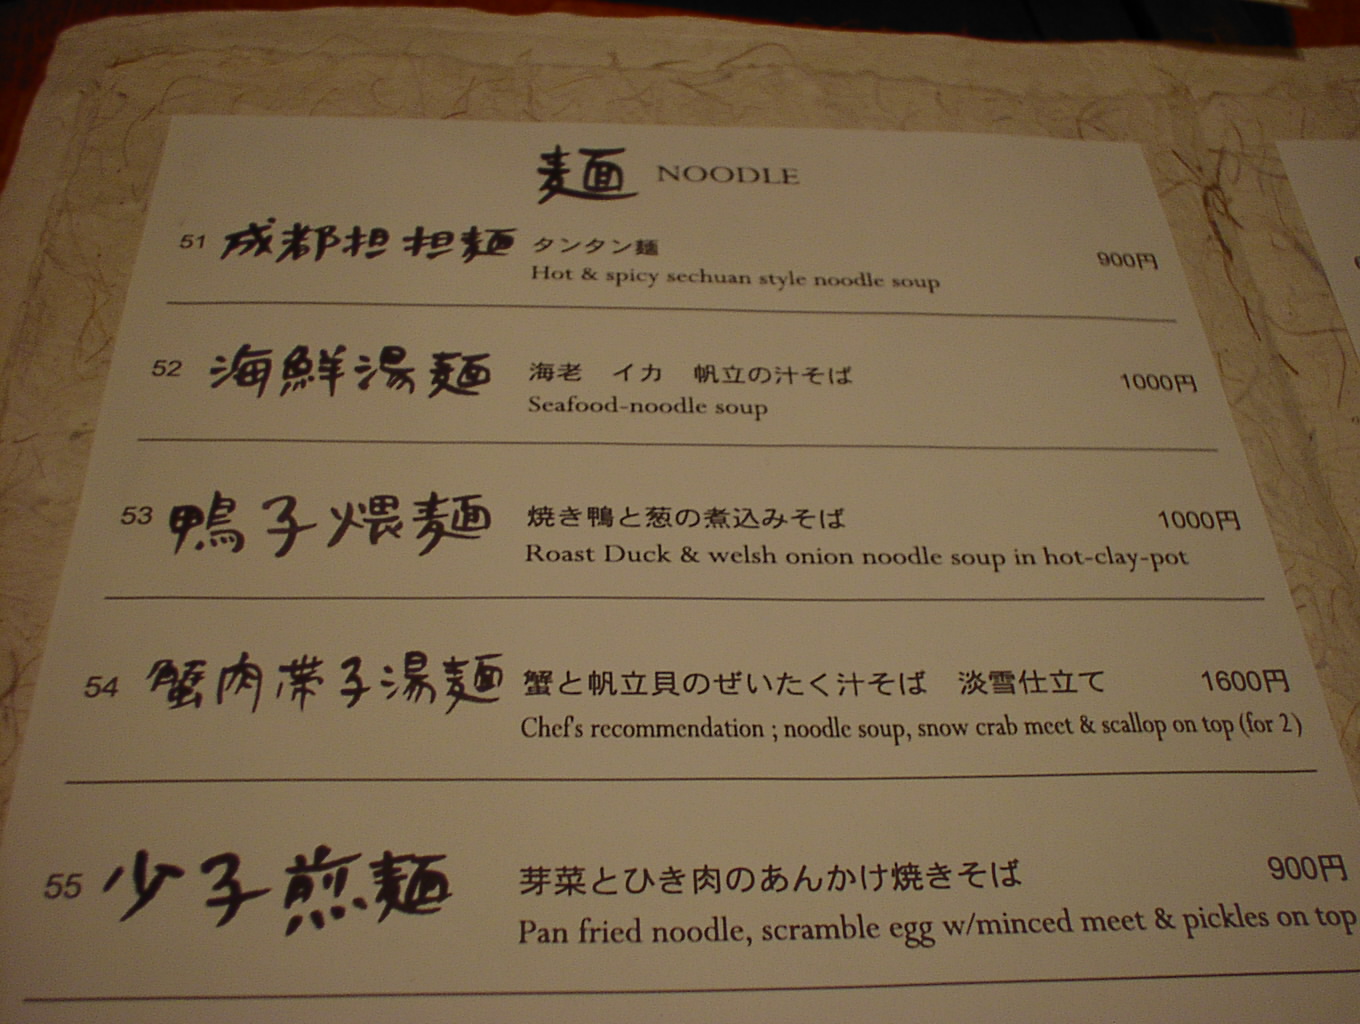 麺 NOODLE
51 成都担担麺 タンタン麺 900円
Hot & spicy sechuan style noodle soup
52 海鮮湯麺 海老　イカ　帆立の汁そば 1000円
Seafood-noodle soup
53 鴨子煨麺 焼き鴨と葱の煮込みそば 1000円
Roast Duck & welsh onion noodle soup in hot-clay-pot
54 蟹肉帯子湯麺 蟹と帆立貝のぜいたく汁そば　淡雪仕立て 1600円
Chef's recommendation ; noodle soup, snow crab meet & scallop on top (for 2)
55 少子煎麺 芽菜とひき肉のあんかけ焼きそば 900円
Pan fried noodle, scramble egg w/minced meet & pickles on top